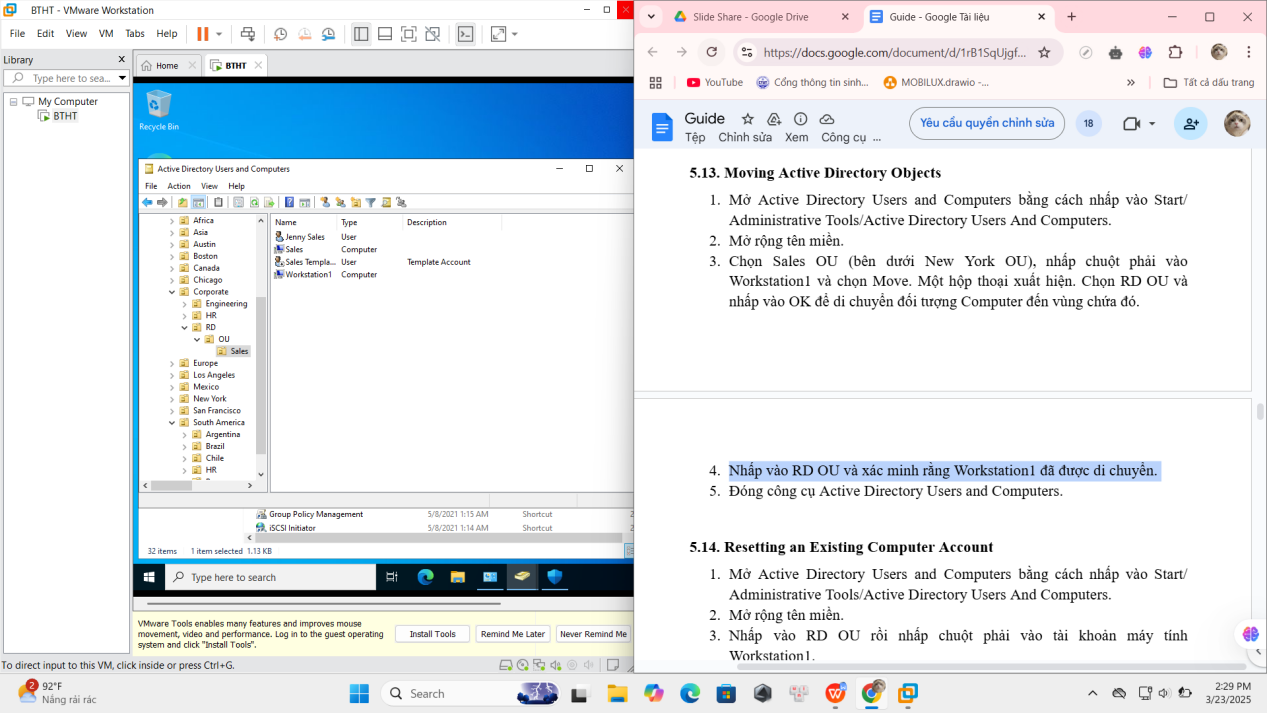 BTHT - VMware Workstation
File Edit View VM Tabs Help
Library
Type here to sea...
My Computer
BTHT
Home
BTHT
Recycle Bin
Active Directory Users and Computers
File Action View Help
Africa
Asia
Austin
Boston
Canada
Chicago
Corporate
Engineering
HR
RD
OU
Sales
Europe
Los Angeles
Mexico
New York
San Francisco
South America
Argentina
Brazil
Chile
HR
Name Type Description
Jenny Sales User
Sales Computer
Sales Templa... User Template Account
Workstation1 Computer
Group Policy Management 5/8/2021 1:15 AM Shortcut
iSCSI Initiator 5/8/2021 1:14 AM Shortcut
32 items 1 item selected 1.13 KB
Type here to search
VMware Tools enables many features and improves mouse
movement, video and performance. Log in to the guest operating
system and click "Install Tools".
Install Tools
Remind Me Later
Never Remind Me
To direct input to this VM, click inside or press Ctrl+G.
Slide Share - Google Drive
Guide - Google Tài liệu
https://docs.google.com/document/d/1rB1SqUjgf...
YouTube
Cổng thông tin sinh...
MOBILUX.drawio -...
Tất cả dấu trang
Guide
Tệp Chỉnh sửa Xem Công cụ ...
Yêu cầu quyền chỉnh sửa
18
5.13. Moving Active Directory Objects
1. Mở Active Directory Users and Computers bằng cách nhấp vào Start/
Administrative Tools/Active Directory Users And Computers.
2. Mở rộng tên miền.
3. Chọn Sales OU (bên dưới New York OU), nhấp chuột phải vào
Workstation1 và chọn Move. Một hộp thoại xuất hiện. Chọn RD OU và
nhấp vào OK để di chuyển đối tượng Computer đến vùng chứa đó.
4. Nhấp vào RD OU và xác minh rằng Workstation1 đã được di chuyển.
5. Đóng công cụ Active Directory Users and Computers.
5.14. Resetting an Existing Computer Account
1. Mở Active Directory Users and Computers bằng cách nhấp vào Start/
Administrative Tools/Active Directory Users And Computers.
2. Mở rộng tên miền.
3. Nhấp vào RD OU rồi nhấp chuột phải vào tài khoản máy tính
Workstation1.
2
92°F
Nắng rải rác
Search
2:29 PM
3/23/2025